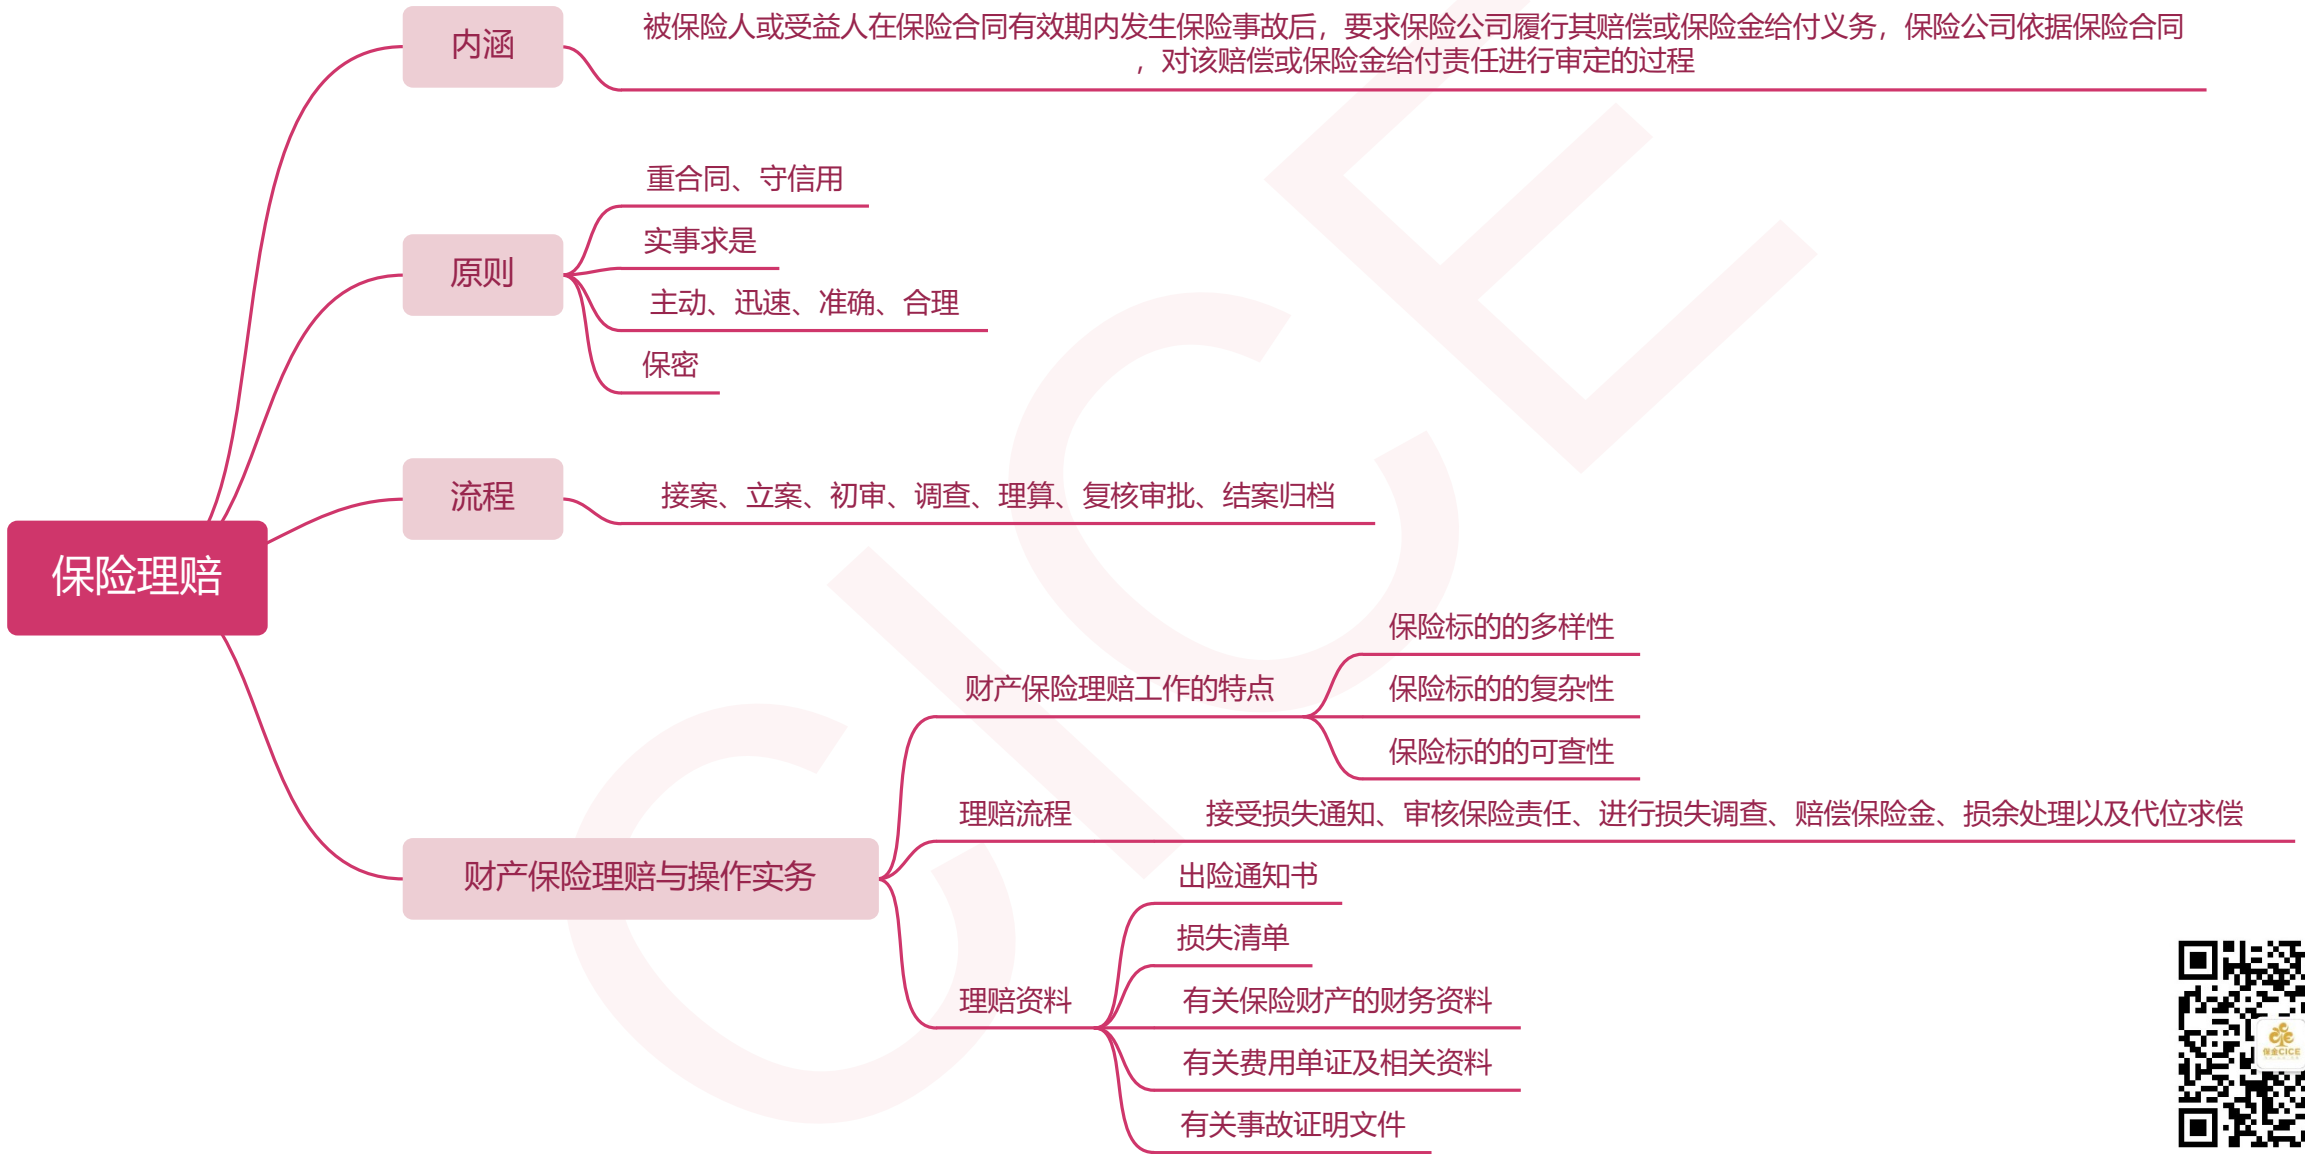 内涵
被保险人或受益人在保险合同有效期内发生保险事故后，要求保险公司履行其赔偿或保险金给付义务，保险公司依据保险合同
，对该赔偿或保险金给付责任进行审定的过程
重合同、守信用
实事求是
原则
主动、迅速、准确、合理
保密
流程
接案、立案、初审、调查、理算、复核审批、结案归档
保险理赔
保险标的的多样性
财产保险理赔工作的特点
保险标的的复杂性
保险标的的可查性
理赔流程
接受损失通知、审核保险责任、进行损失调查、赔偿保险金、损余处理以及代位求偿
财产保险理赔与操作实务
出险通知书
损失清单
理赔资料
有关保险财产的财务资料
有关费用单证及相关资料
有关事故证明文件
CICE
保金CICE